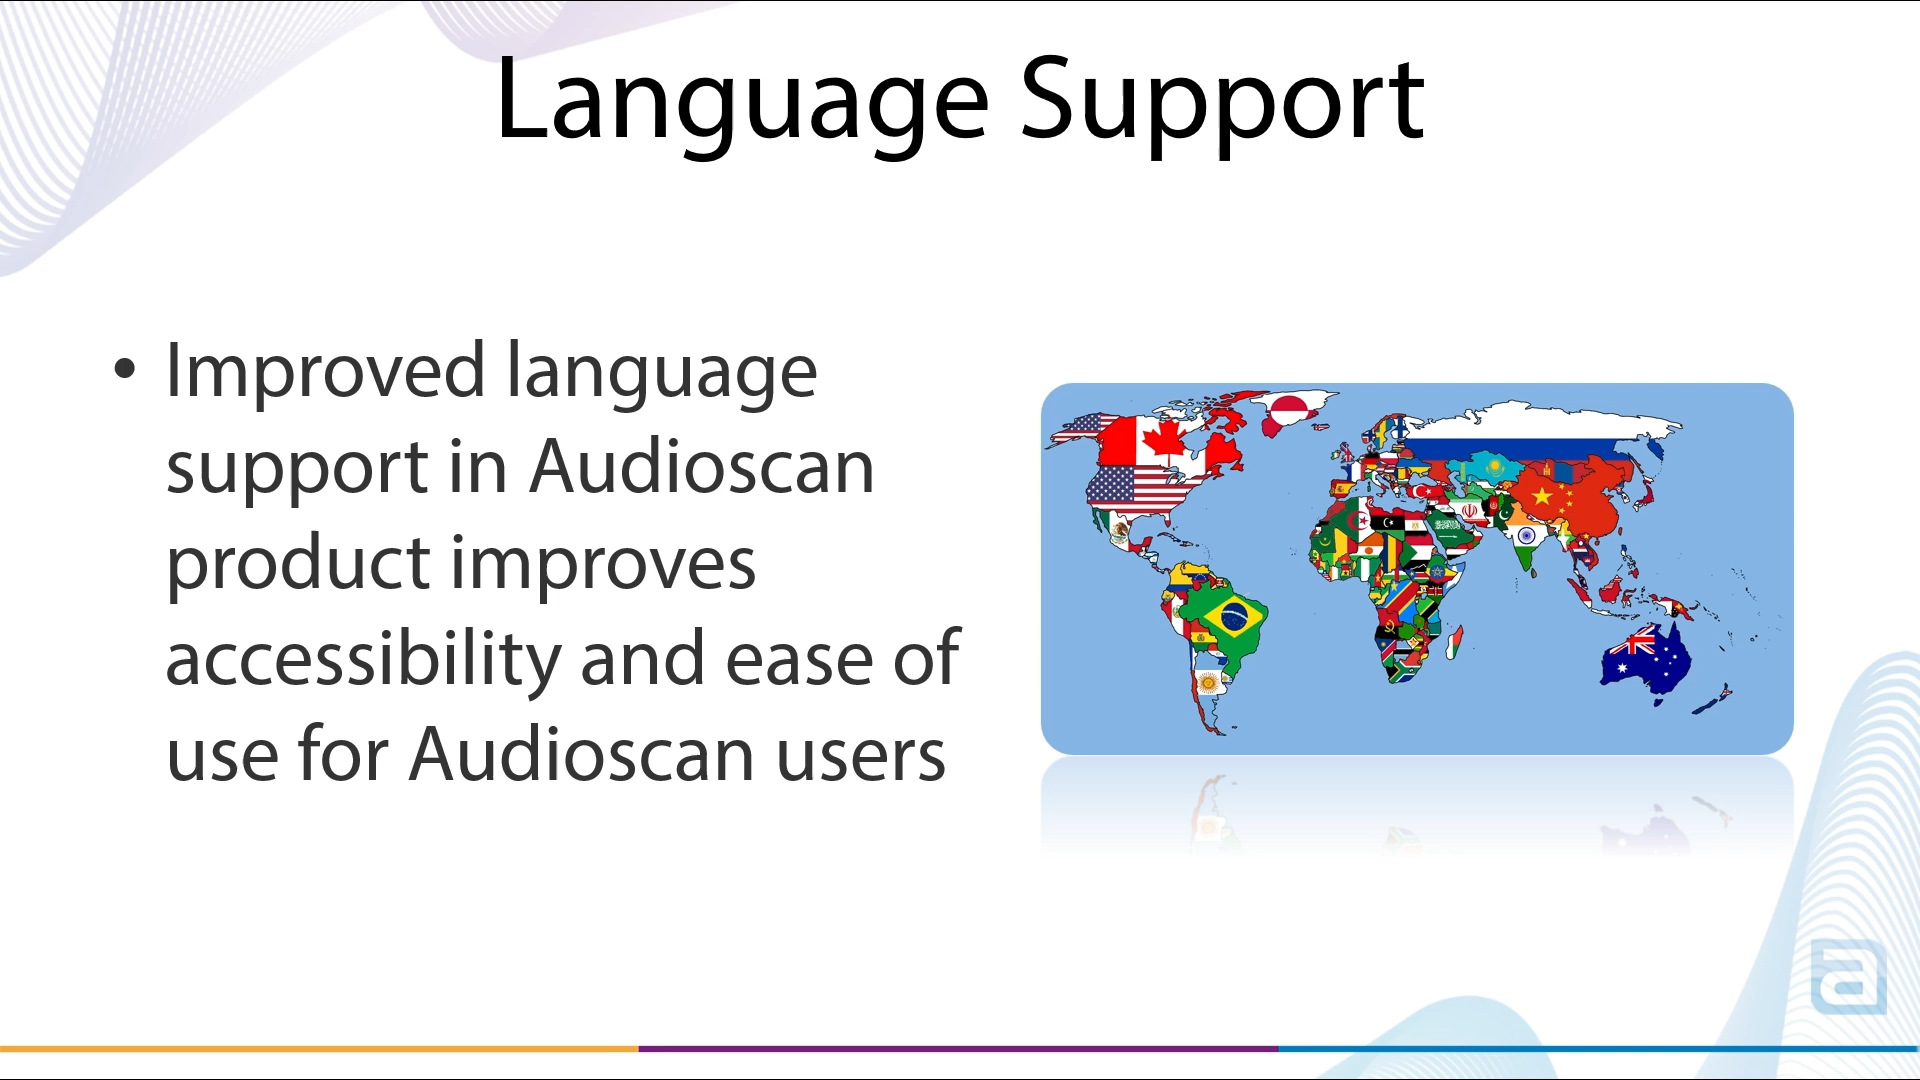 Language Support
• Improved language
support in Audioscan
product improves
accessibility and ease of
use for Audioscan users
a